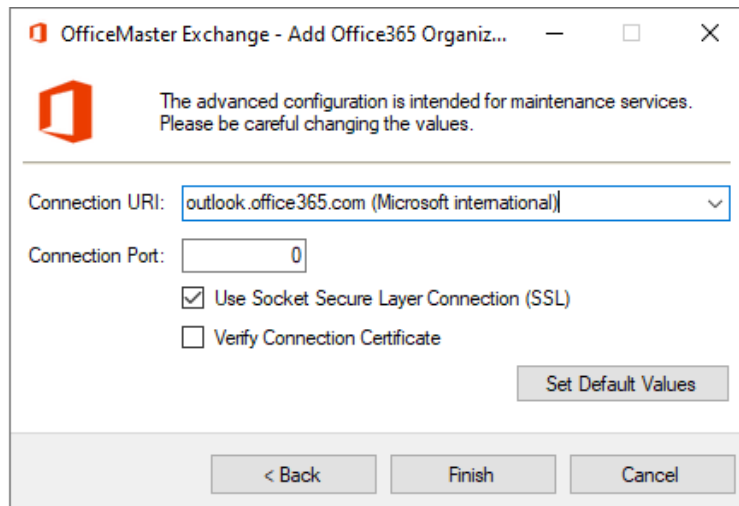 OfficeMaster Exchange - Add Office365 Organiz...
The advanced configuration is intended for maintenance services.
Please be careful changing the values.
Connection URI: outlook.office365.com (Microsoft international)
Connection Port: 0
Use Socket Secure Layer Connection (SSL)
Verify Connection Certificate
Set Default Values
< Back Finish Cancel